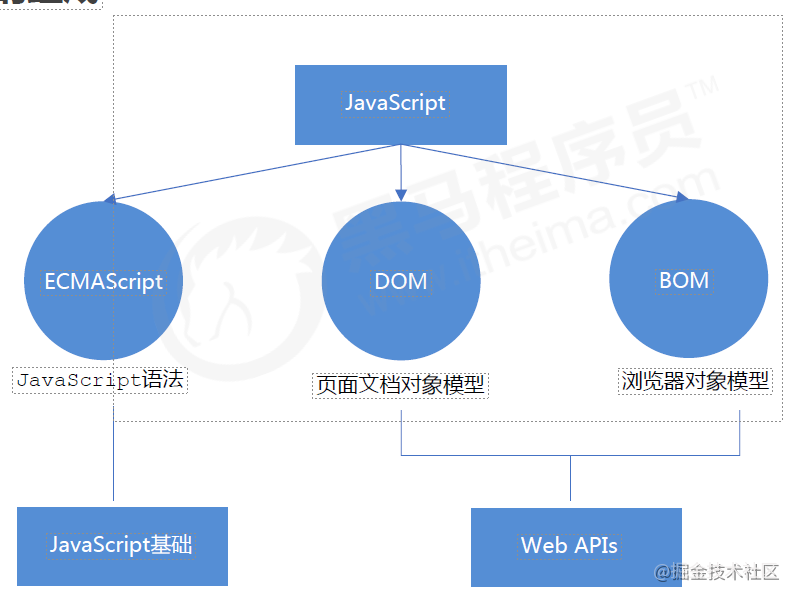 JavaScript
黑马程序员™
www.itheima.com
ECMAScript
DOM
BOM
JavaScript语法
页面文档对象模型
浏览器对象模型
JavaScript基础
Web APIs
@掘金技术社区